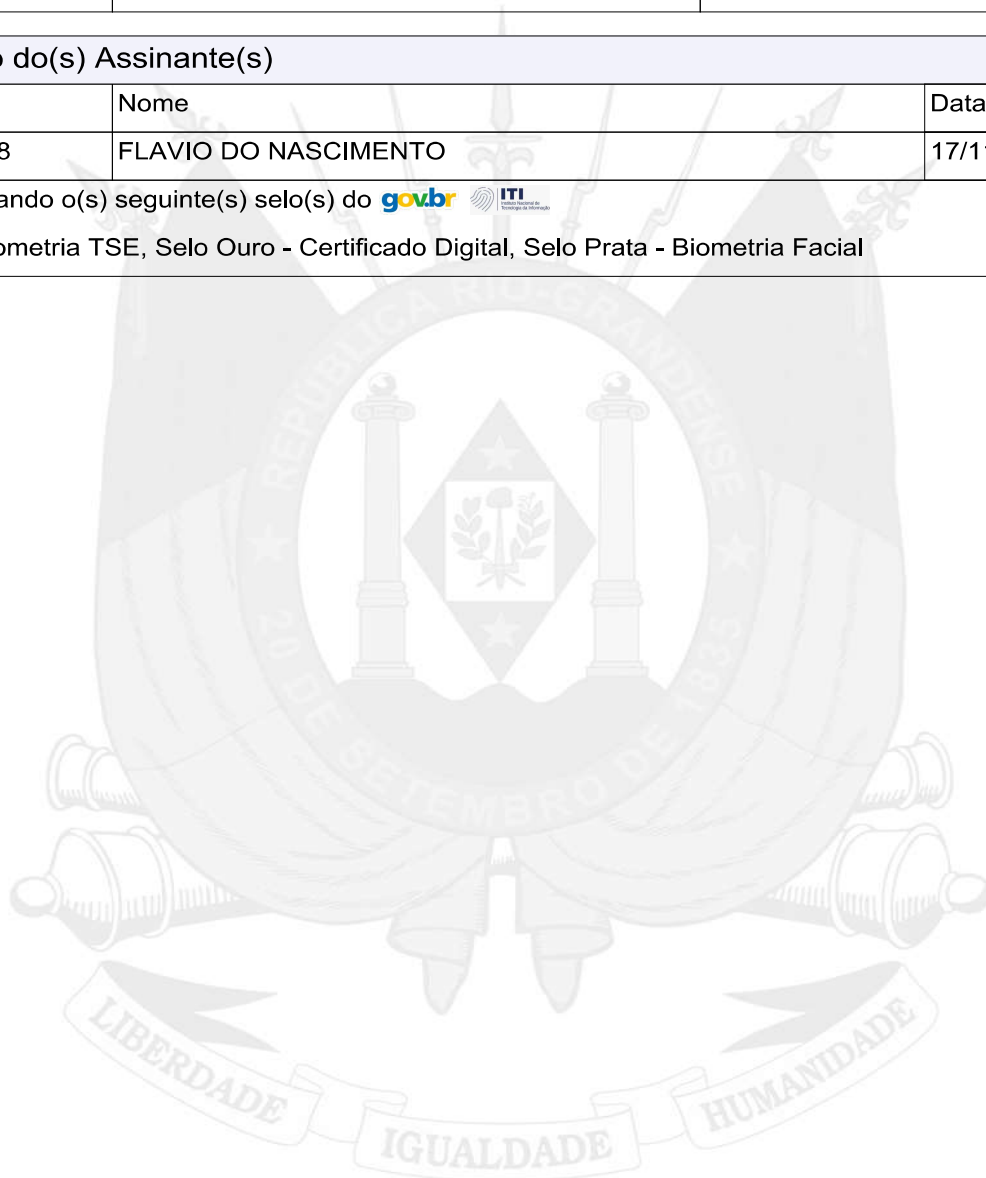 o do(s) Assinante(s)
Nome Data
8 FLAVIO DO NASCIMENTO 17/1
ando o(s) seguinte(s) selo(s) do gov.br ITI
ometria TSE, Selo Ouro - Certificado Digital, Selo Prata - Biometria Facial
REPÚBLICA RIO-GRANDENSE
20 DE SETEMBRO DE 1835
LIBERDADE IGUALDADE HUMANIDADE